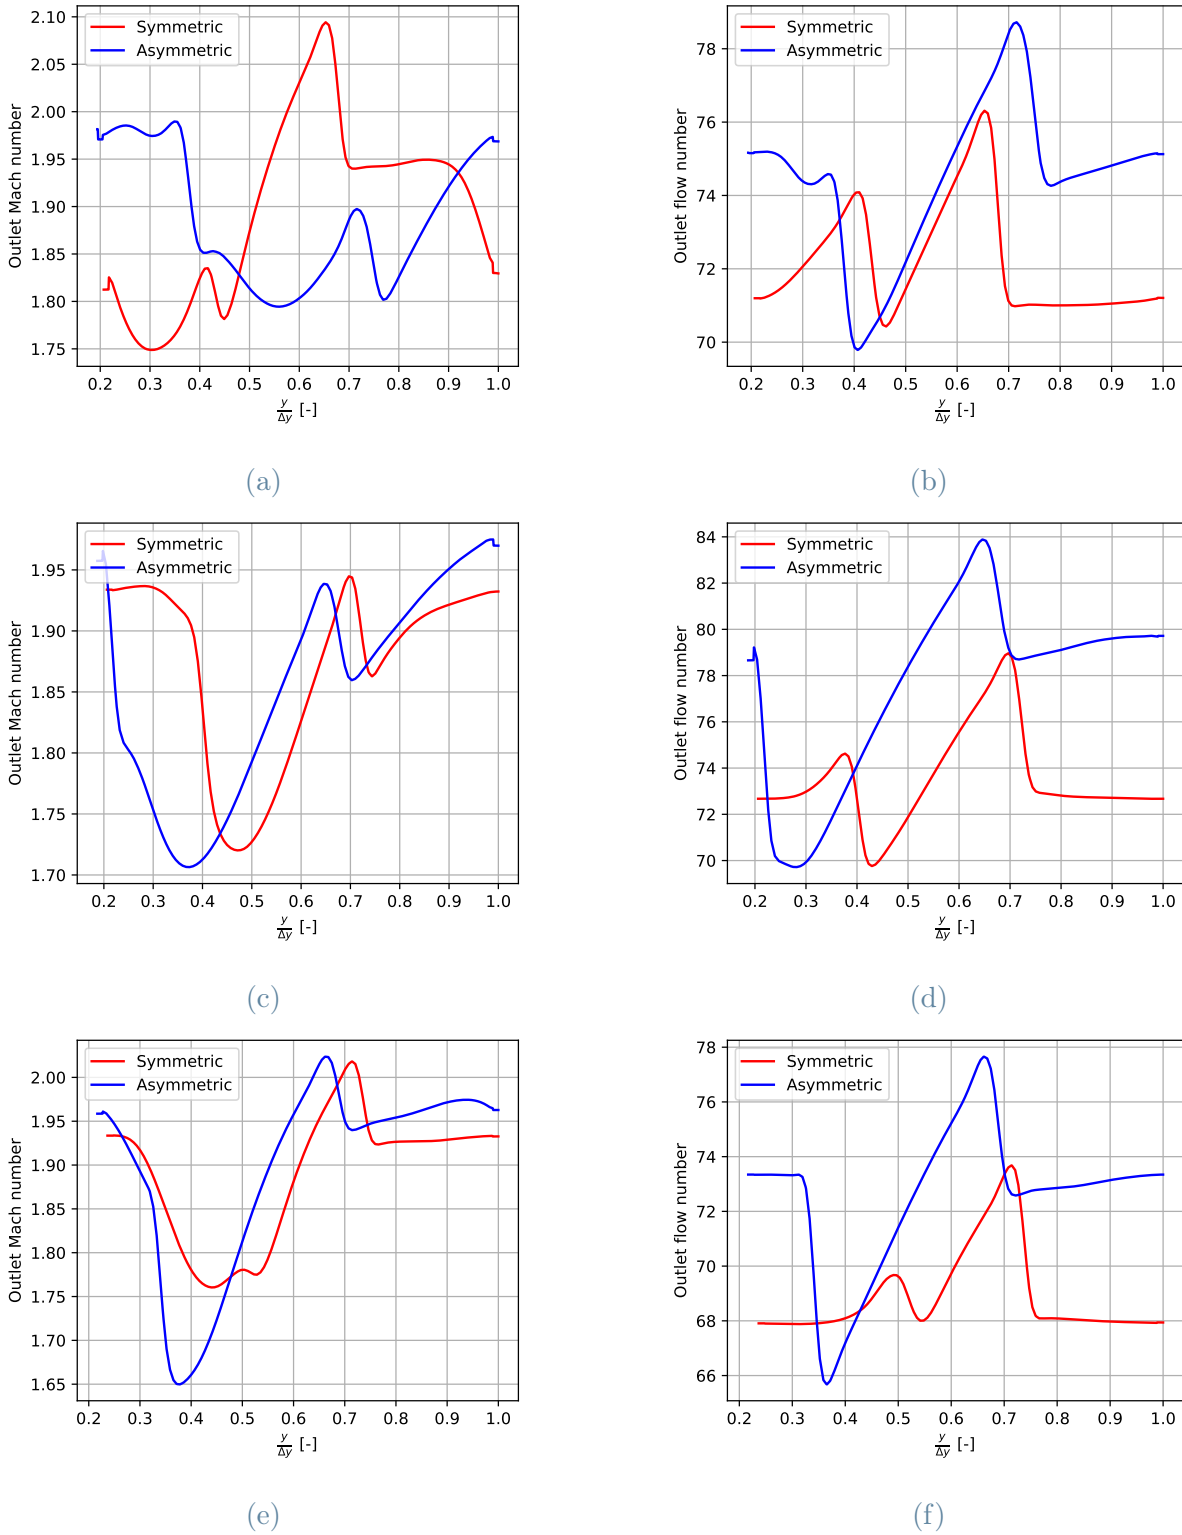 2.10
2.05
2.00
1.95
1.90
1.85
1.80
1.75
Outlet Mach number
Symmetric
Asymmetric
0.2 0.3 0.4 0.5 0.6 0.7 0.8 0.9 1.0
y/Δy [-]
(a)
78
76
74
72
70
Outlet flow number
Symmetric
Asymmetric
0.2 0.3 0.4 0.5 0.6 0.7 0.8 0.9 1.0
y/Δy [-]
(b)
1.95
1.90
1.85
1.80
1.75
1.70
Outlet Mach number
Symmetric
Asymmetric
0.2 0.3 0.4 0.5 0.6 0.7 0.8 0.9 1.0
y/Δy [-]
(c)
84
82
80
78
76
74
72
70
Outlet flow number
Symmetric
Asymmetric
0.2 0.3 0.4 0.5 0.6 0.7 0.8 0.9 1.0
y/Δy [-]
(d)
2.00
1.95
1.90
1.85
1.80
1.75
1.70
1.65
Outlet Mach number
Symmetric
Asymmetric
0.2 0.3 0.4 0.5 0.6 0.7 0.8 0.9 1.0
y/Δy [-]
(e)
78
76
74
72
70
68
66
Outlet flow number
Symmetric
Asymmetric
0.2 0.3 0.4 0.5 0.6 0.7 0.8 0.9 1.0
y/Δy [-]
(f)